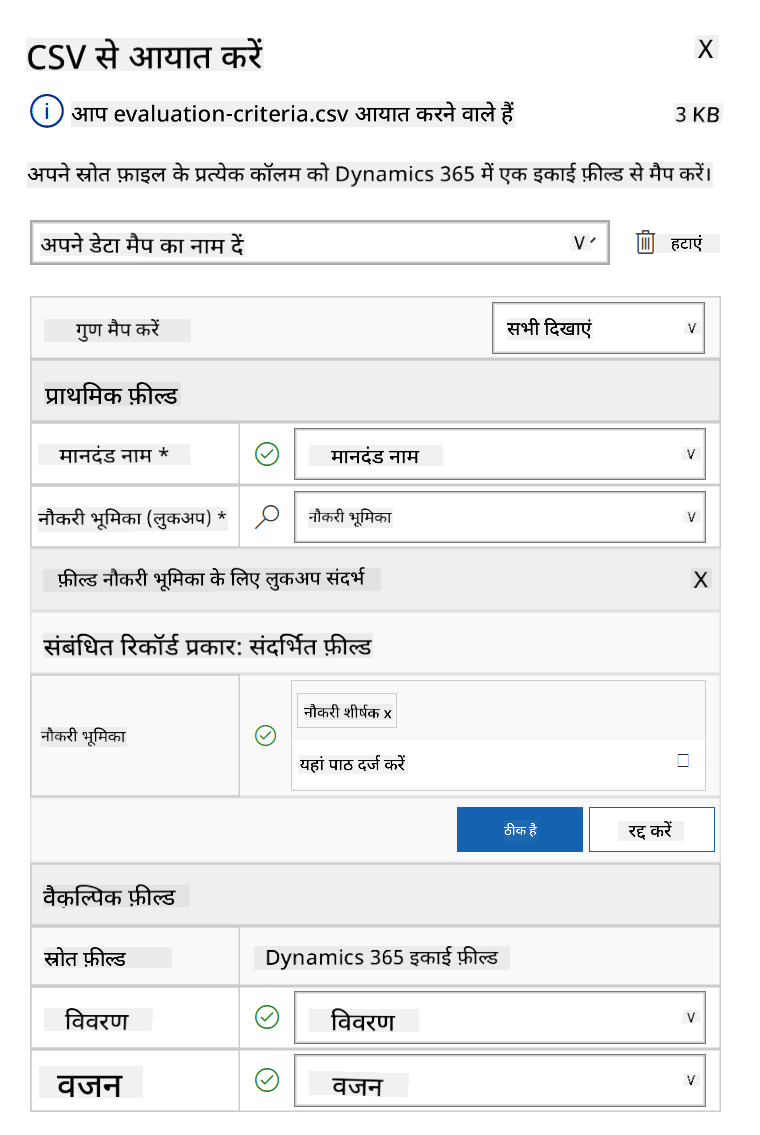 CSV से आयात करें X
आप evaluation-criteria.csv आयात करने वाले हैं 3 KB
अपने स्रोत फ़ाइल के प्रत्येक कॉलम को Dynamics 365 में एक इकाई फ़ील्ड से मैप करें।
अपने डेटा मैप का नाम दें V हटाएं
गुण मैप करें सभी दिखाएं V
प्राथमिक फ़ील्ड
मानदंड नाम * मानदंड नाम V
नौकरी भूमिका (लुकअप) * नौकरी भूमिका V
फ़ील्ड नौकरी भूमिका के लिए लुकअप संदर्भ X
संबंधित रिकॉर्ड प्रकार: संदर्भित फ़ील्ड
नौकरी भूमिका नौकरी शीर्षक x
यहां पाठ दर्ज करें
ठीक है रद्द करें
वैकल्पिक फ़ील्ड
स्रोत फ़ील्ड Dynamics 365 इकाई फ़ील्ड
विवरण विवरण V
वजन वजन V